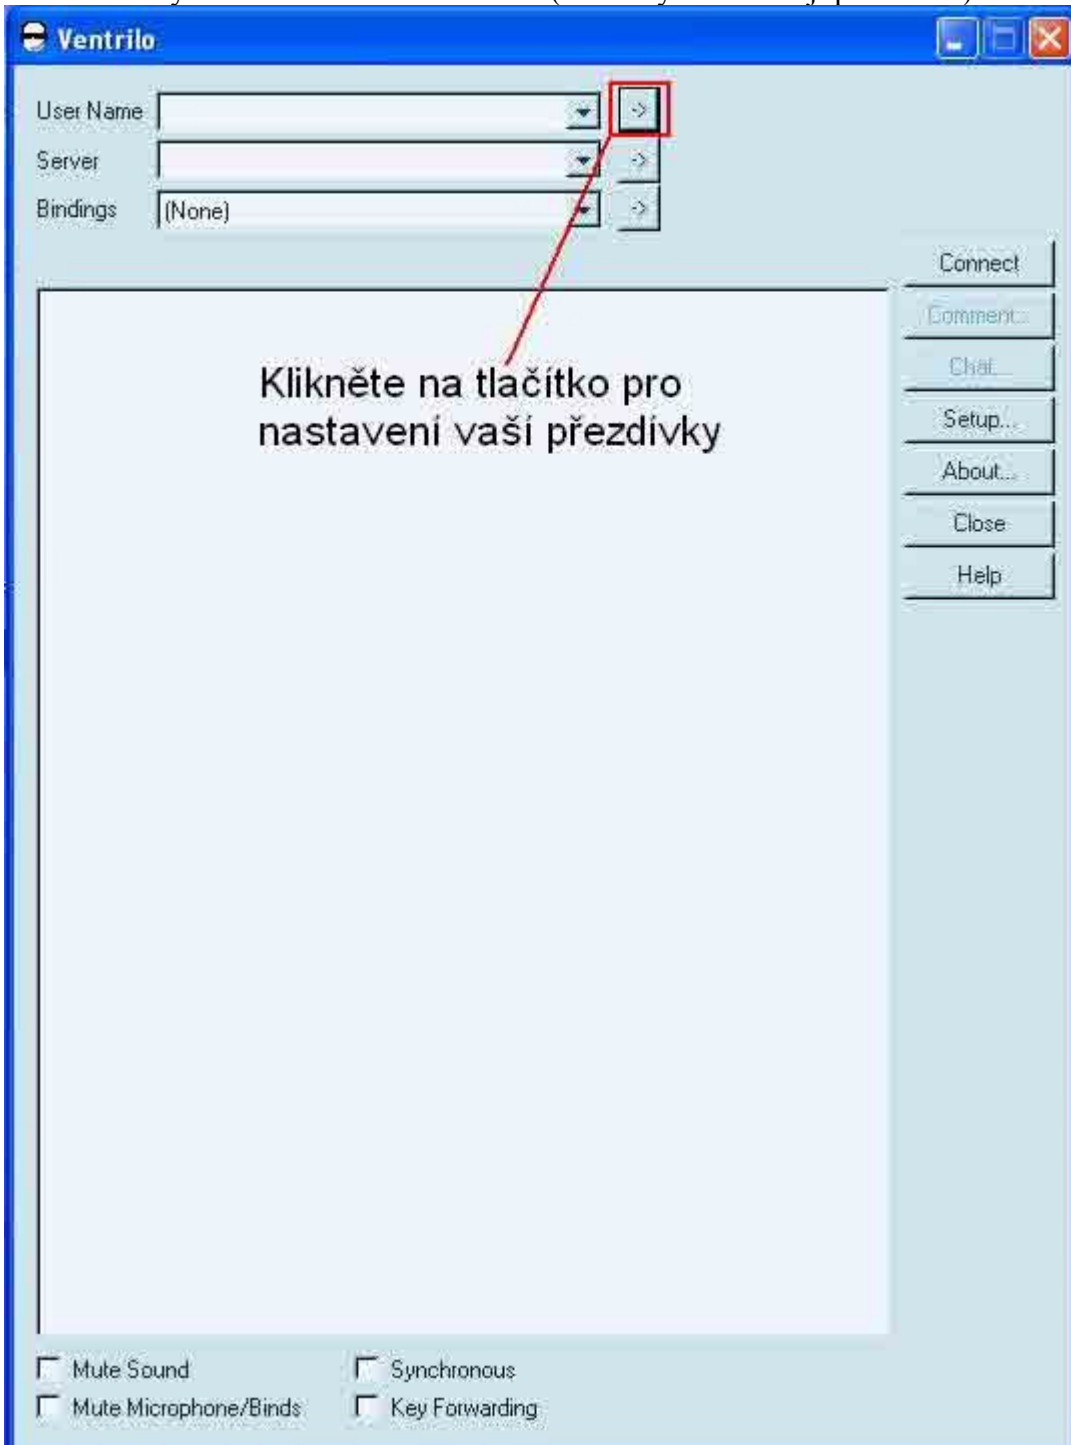 Ventrilo
User Name
->
Server
->
Bindings (None)
->
Connect
Comment...
Chat...
Setup...
About...
Close
Help
Klikněte na tlačítko pro
nastavení vaší přezdívky
Mute Sound
Synchronous
Mute Microphone/Binds
Key Forwarding